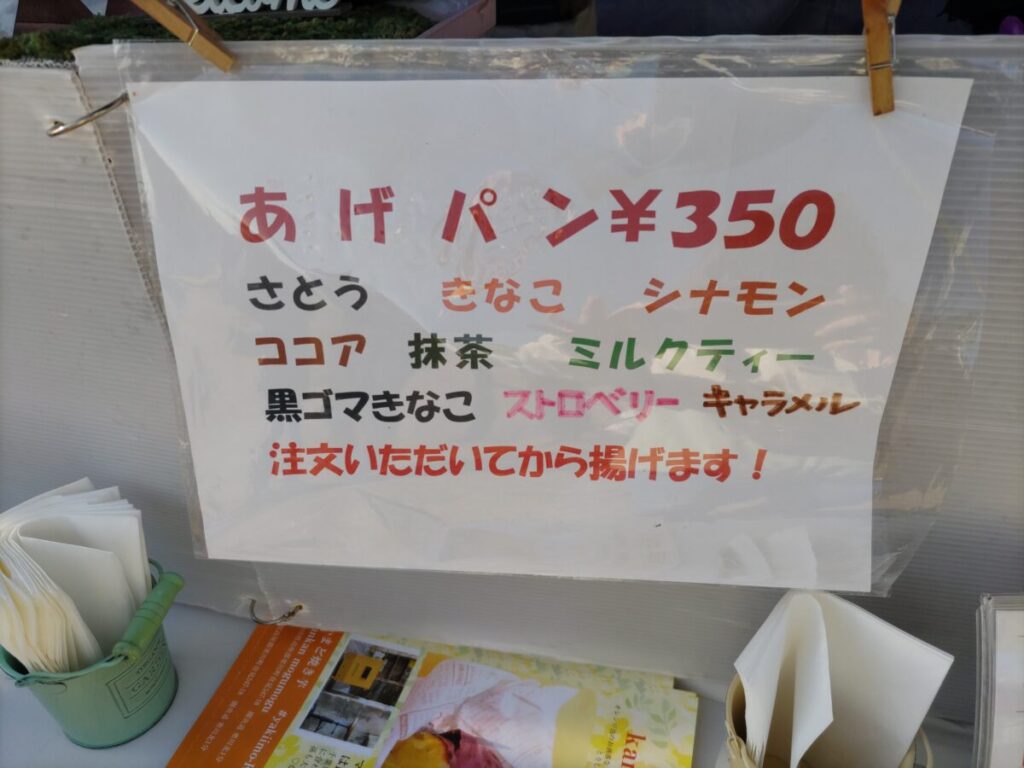 あげパン¥350
さとう きなこ シナモン
ココア 抹茶 ミルクティー
黒ゴマきなこ ストロベリー キャラメル
注文いただいてから揚げます！